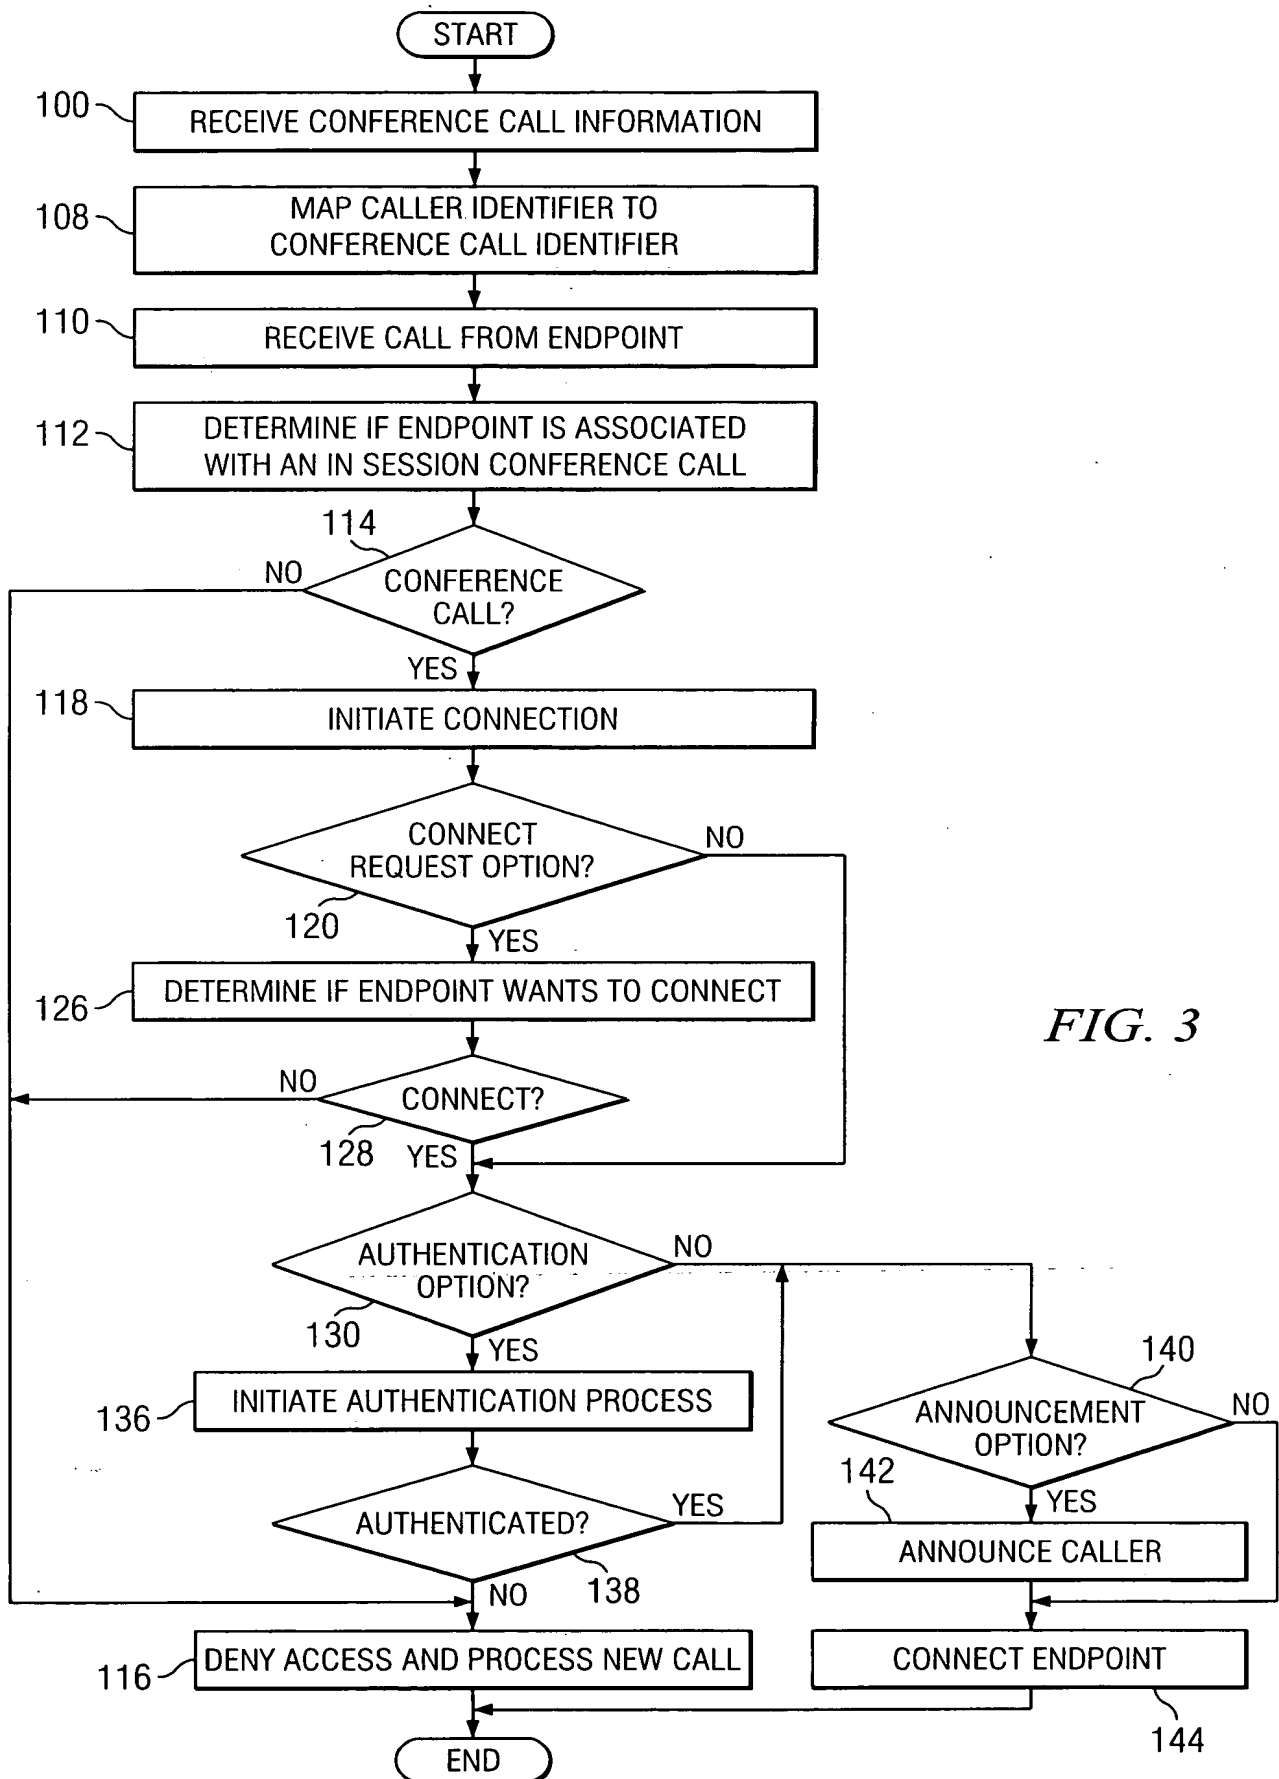 START
100
RECEIVE CONFERENCE CALL INFORMATION
108
MAP CALLER IDENTIFIER TO
CONFERENCE CALL IDENTIFIER
110
RECEIVE CALL FROM ENDPOINT
112
DETERMINE IF ENDPOINT IS ASSOCIATED
WITH AN IN SESSION CONFERENCE CALL
114
NO
CONFERENCE
CALL?
YES
118
INITIATE CONNECTION
CONNECT
REQUEST OPTION?
NO
120
YES
126
DETERMINE IF ENDPOINT WANTS TO CONNECT
FIG. 3
NO
CONNECT?
128
YES
AUTHENTICATION
OPTION?
NO
130
YES
136
INITIATE AUTHENTICATION PROCESS
140
ANNOUNCEMENT
OPTION?
NO
142
YES
AUTHENTICATED?
YES
138
NO
ANNOUNCE CALLER
116
DENY ACCESS AND PROCESS NEW CALL
CONNECT ENDPOINT
144
END